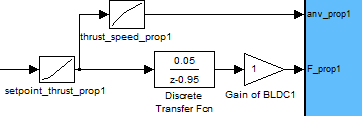 anv_prop1
thrust_speed_prop1
0.05
z-0.95
1
F_prop1
setpoint_thrust_prop1
Discrete
Transfer Fcn
Gain of BLDC1